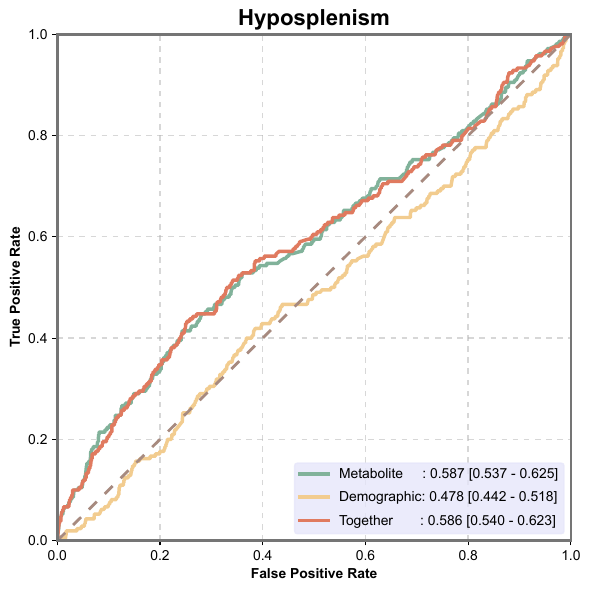 Hyposplenism
1.0
0.8
0.6
0.4
0.2
0.0
True Positive Rate
Metabolite : 0.587 [0.537 - 0.625]
Demographic: 0.478 [0.442 - 0.518]
Together : 0.586 [0.540 - 0.623]
0.0 0.2 0.4 0.6 0.8 1.0
False Positive Rate